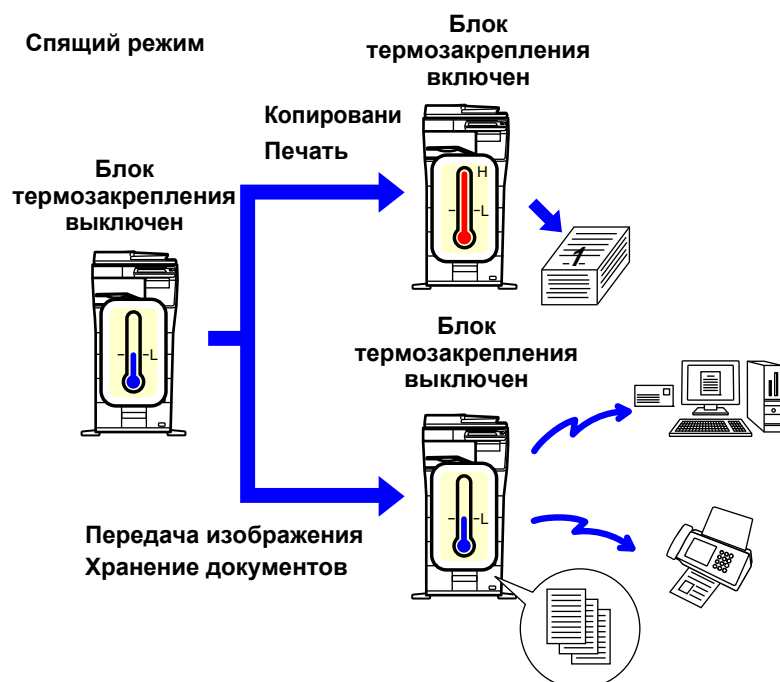 Спящий режим
Блок
термозакрепления
включен
Копировани
Печать
H
L
1
Блок
термозакрепления
выключен
L
Блок
термозакрепления
выключен
L
Передача изображения
Хранение документов